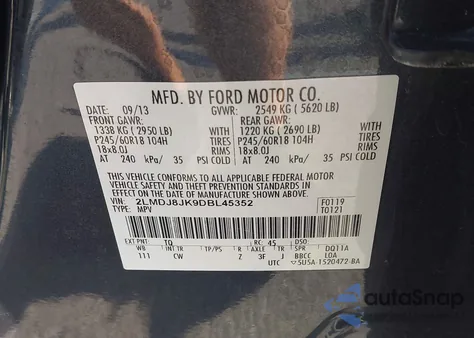 MFD. BY FORD MOTOR CO.
DATE: 09/13 GVWR: 2549 KG ( 5620 LB)
FRONT GAWR: REAR GAWR:
1338 KG ( 2950 LB) 1220 KG ( 2690 LB)
P245/60R18 104H TIRES P245/60R18 104H TIRES
18x8.0J RIMS 18x8.0J RIMS
AT 240 kPa/ 35 PSI COLD AT 240 kPa/ 35 PSI COLD
THIS VEHICLE CONFORMS TO ALL APPLICABLE FEDERAL MOTOR
VEHICLE SAFETY AND THEFT PREVENTION STANDARDS IN EFFECT ON
THE DATE OF MANUFACTURE SHOWN ABOVE.
VIN: 2LMDJ8JK9DBL45352 F0119
TYPE: MPV T0121
EXT PNT: TQ RC: 45 DSO:
WB INT TR TP/PS R AXLE TR SPR DQ11A
111 CW Z 3F J BBCC LOA
UTC 5U5A-1520472-BA
autoSnap